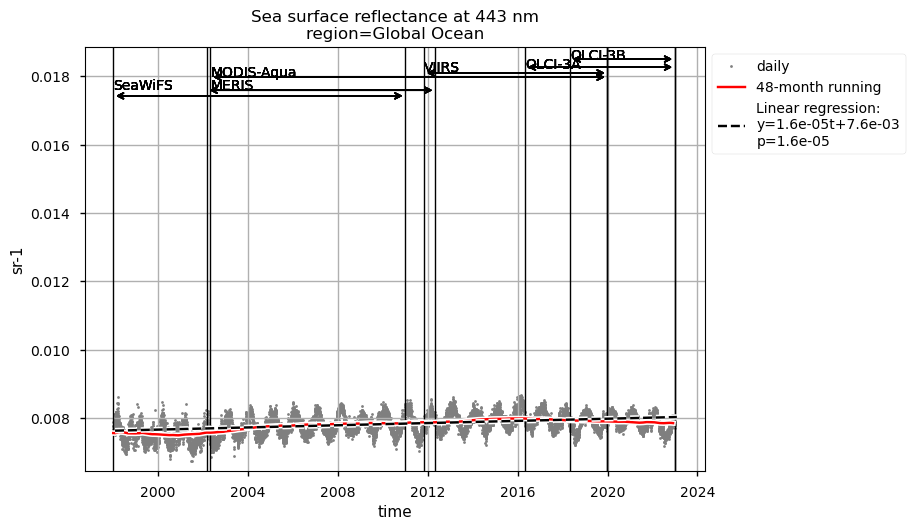 Sea surface reflectance at 443 nm
region=Global Ocean
OLCI-3B
OLCI-3A
VIIRS
MODIS-Aqua
MERIS
SeaWiFS
daily
48-month running
Linear regression:
y=1.6e-05t+7.6e-03
p=1.6e-05
sr-1
0.018
0.016
0.014
0.012
0.010
0.008
2000
2004
2008
2012
2016
2020
2024
time